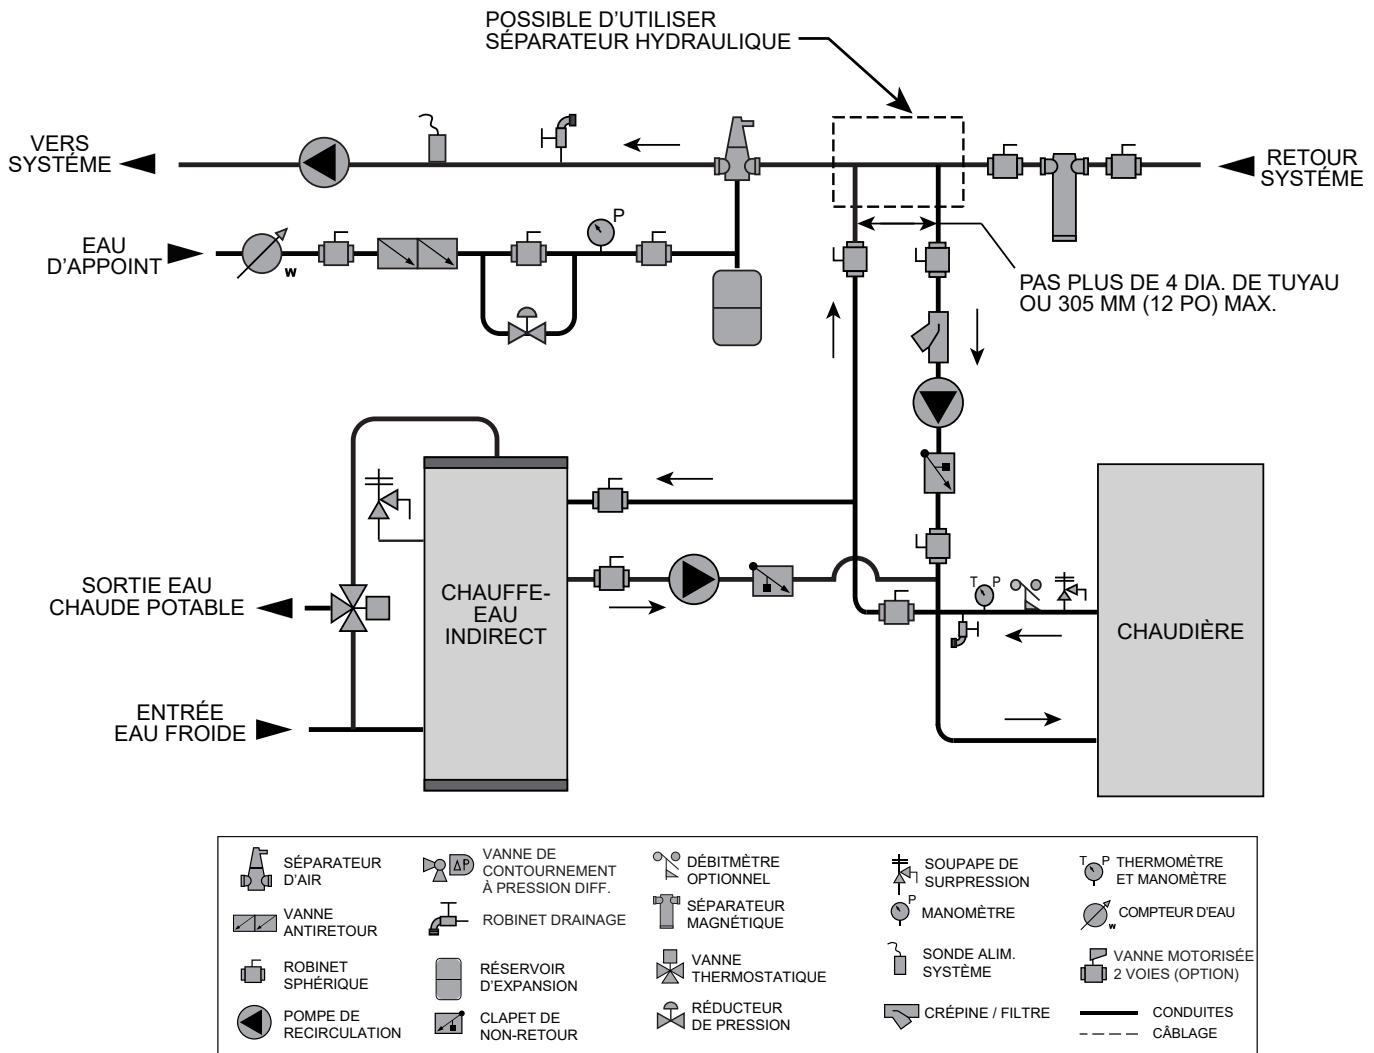 POSSIBLE D'UTILISER
SÉPARATEUR HYDRAULIQUE
VERS
SYSTÉME
RETOUR
SYSTÉME
P
EAU
D'APPOINT
W
PAS PLUS DE 4 DIA. DE TUYAU
OU 305 MM (12 PO) MAX.
SORTIE EAU
CHAUDE POTABLE
CHAUFFE-
EAU
INDIRECT
T P
CHAUDIÈRE
ENTRÉE
EAU FROIDE
SÉPARATEUR
D'AIR
VANNE
ANTIRETOUR
ROBINET
SPHÉRIQUE
POMPE DE
RECIRCULATION
ΔP
VANNE DE
CONTOURNEMENT
À PRESSION DIFF.
ROBINET DRAINAGE
RÉSERVOIR
D'EXPANSION
CLAPET DE
NON-RETOUR
DÉBITMÈTRE
OPTIONNEL
SÉPARATEUR
MAGNÉTIQUE
VANNE
THERMOSTATIQUE
RÉDUCTEUR
DE PRESSION
SOUPAPE DE
SURPRESSION
P
MANOMÈTRE
SONDE ALIM.
SYSTÈME
CRÉPINE / FILTRE
T P
THERMOMÈTRE
ET MANOMÈTRE
W
COMPTEUR D'EAU
VANNE MOTORISÉE
2 VOIES (OPTION)
CONDUITES
CÂBLAGE